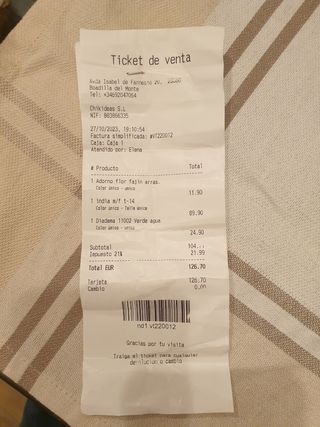 Ticket de venta
Avda Isabel de Farnesio 20,
Boadilla del Monte
Tel: +34692847064
Chikideas S.L
NIF: B83866335
27/10/2023, 19:10:54
Factura simplificada: #VT220012
Caja: Caja 1
Atendido por: Elena
# Producto Total
1 Adorno flor fajin arras.
Color único - único
11.90
1 india m/f t-14
Color único - Talla única
89.90
1 Diadema 11002 Verde agua
Color único - único
24.90
Subtotal 104.71
Impuesto 21% 21.99
Total EUR 126.70
Tarjeta 126.70
Cambio 0.00
nd1vt220012
Gracias por tu visita
Traiga el ticket para cualquier
devolución o cambio